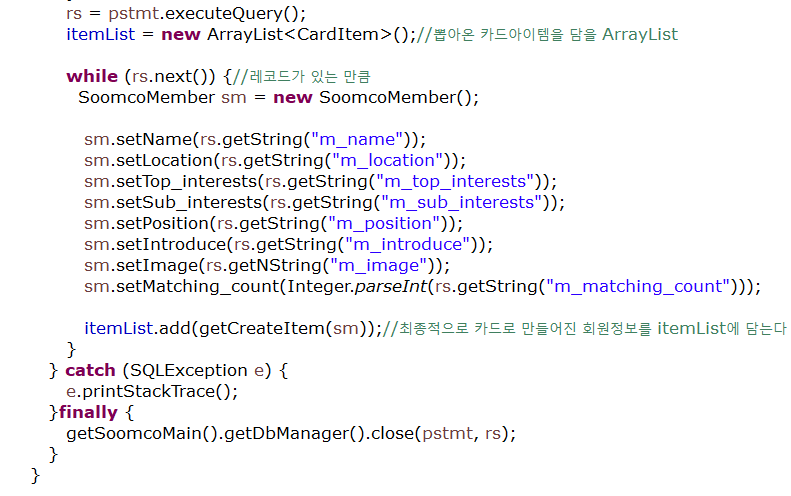 rs = pstmt.executeQuery();
itemList = new ArrayList<CardItem>();//뽑아온 카드아이템을 담을 ArrayList
while (rs.next()) {//레코드가 있는 만큼
SoomcoMember sm = new SoomcoMember();
sm.setName(rs.getString("m_name"));
sm.setLocation(rs.getString("m_location"));
sm.setTop_interests(rs.getString("m_top_interests"));
sm.setSub_interests(rs.getString("m_sub_interests"));
sm.setPosition(rs.getString("m_position"));
sm.setIntroduce(rs.getString("m_introduce"));
sm.setImage(rs.getNString("m_image"));
sm.setMatching_count(Integer.parseInt(rs.getString("m_matching_count")));
itemList.add(getCreateItem(sm));//최종적으로 카드로 만들어진 회원정보를 itemList에 담는다
}
} catch (SQLException e) {
e.printStackTrace();
}finally {
getSoomcoMain().getDbManager().close(pstmt, rs);
}
}